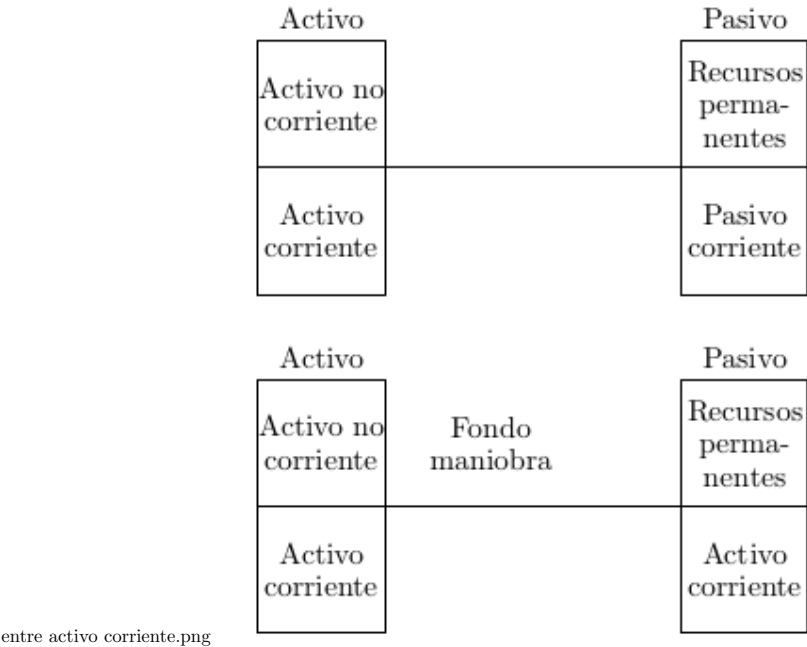 Activo Pasivo
Activo no
corriente
Recursos
perma-
nentes
Activo
corriente
Pasivo
corriente
Activo Pasivo
Activo no
corriente
Fondo
maniobra
Recursos
perma-
nentes
Activo
corriente
Activo
corriente
entre activo corriente.png